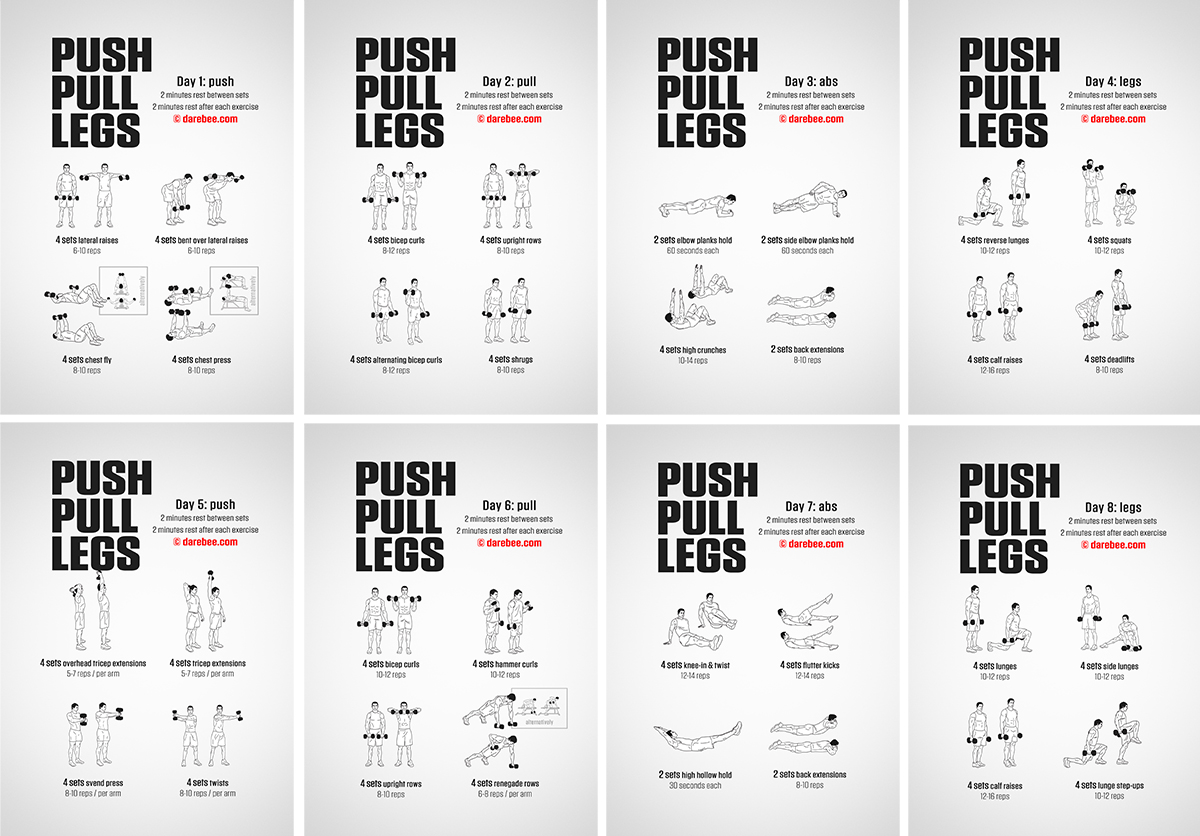 PUSH
PULL
LEGS
Day 1: push
2 minutes rest between sets
2 minutes rest after each exercise
© darebee.com
4 sets lateral raises
6-10 reps
4 sets bent over lateral raises
6-10 reps
alternatively
alternatively
4 sets chest fly
8-10 reps
4 sets chest press
8-10 reps
PUSH
PULL
LEGS
Day 2: pull
2 minutes rest between sets
2 minutes rest after each exercise
© darebee.com
4 sets bicep curls
8-12 reps
4 sets upright rows
8-10 reps
4 sets alternating bicep curls
8-12 reps
4 sets shrugs
8-10 reps
PUSH
PULL
LEGS
Day 3: abs
2 minutes rest between sets
2 minutes rest after each exercise
© darebee.com
2 sets elbow planks hold
60 seconds each
2 sets side elbow planks hold
60 seconds each
4 sets high crunches
10-14 reps
2 sets back extensions
8-10 reps
PUSH
PULL
LEGS
Day 4: legs
2 minutes rest between sets
2 minutes rest after each exercise
© darebee.com
4 sets reverse lunges
10-12 reps
4 sets squats
10-12 reps
4 sets calf raises
12-16 reps
4 sets deadlifts
8-10 reps
PUSH
PULL
LEGS
Day 5: push
2 minutes rest between sets
2 minutes rest after each exercise
© darebee.com
4 sets overhead tricep extensions
5-7 reps / per arm
4 sets tricep extensions
5-7 reps / per arm
4 sets svend press
8-10 reps / per arm
4 sets twists
8-10 reps / per arm
PUSH
PULL
LEGS
Day 6: pull
2 minutes rest between sets
2 minutes rest after each exercise
© darebee.com
4 sets bicep curls
10-12 reps
4 sets hammer curls
10-12 reps
alternatively
4 sets upright rows
8-10 reps
4 sets renegade rows
6-8 reps / per arm
PUSH
PULL
LEGS
Day 7: abs
2 minutes rest between sets
2 minutes rest after each exercise
© darebee.com
4 sets knee-in & twist
12-14 reps
4 sets flutter kicks
12-14 reps
2 sets high hollow hold
30 seconds each
2 sets back extensions
8-10 reps
PUSH
PULL
LEGS
Day 8: legs
2 minutes rest between sets
2 minutes rest after each exercise
© darebee.com
4 sets lunges
10-12 reps
4 sets side lunges
10-12 reps
4 sets calf raises
12-16 reps
4 sets lunge step-ups
10-12 reps